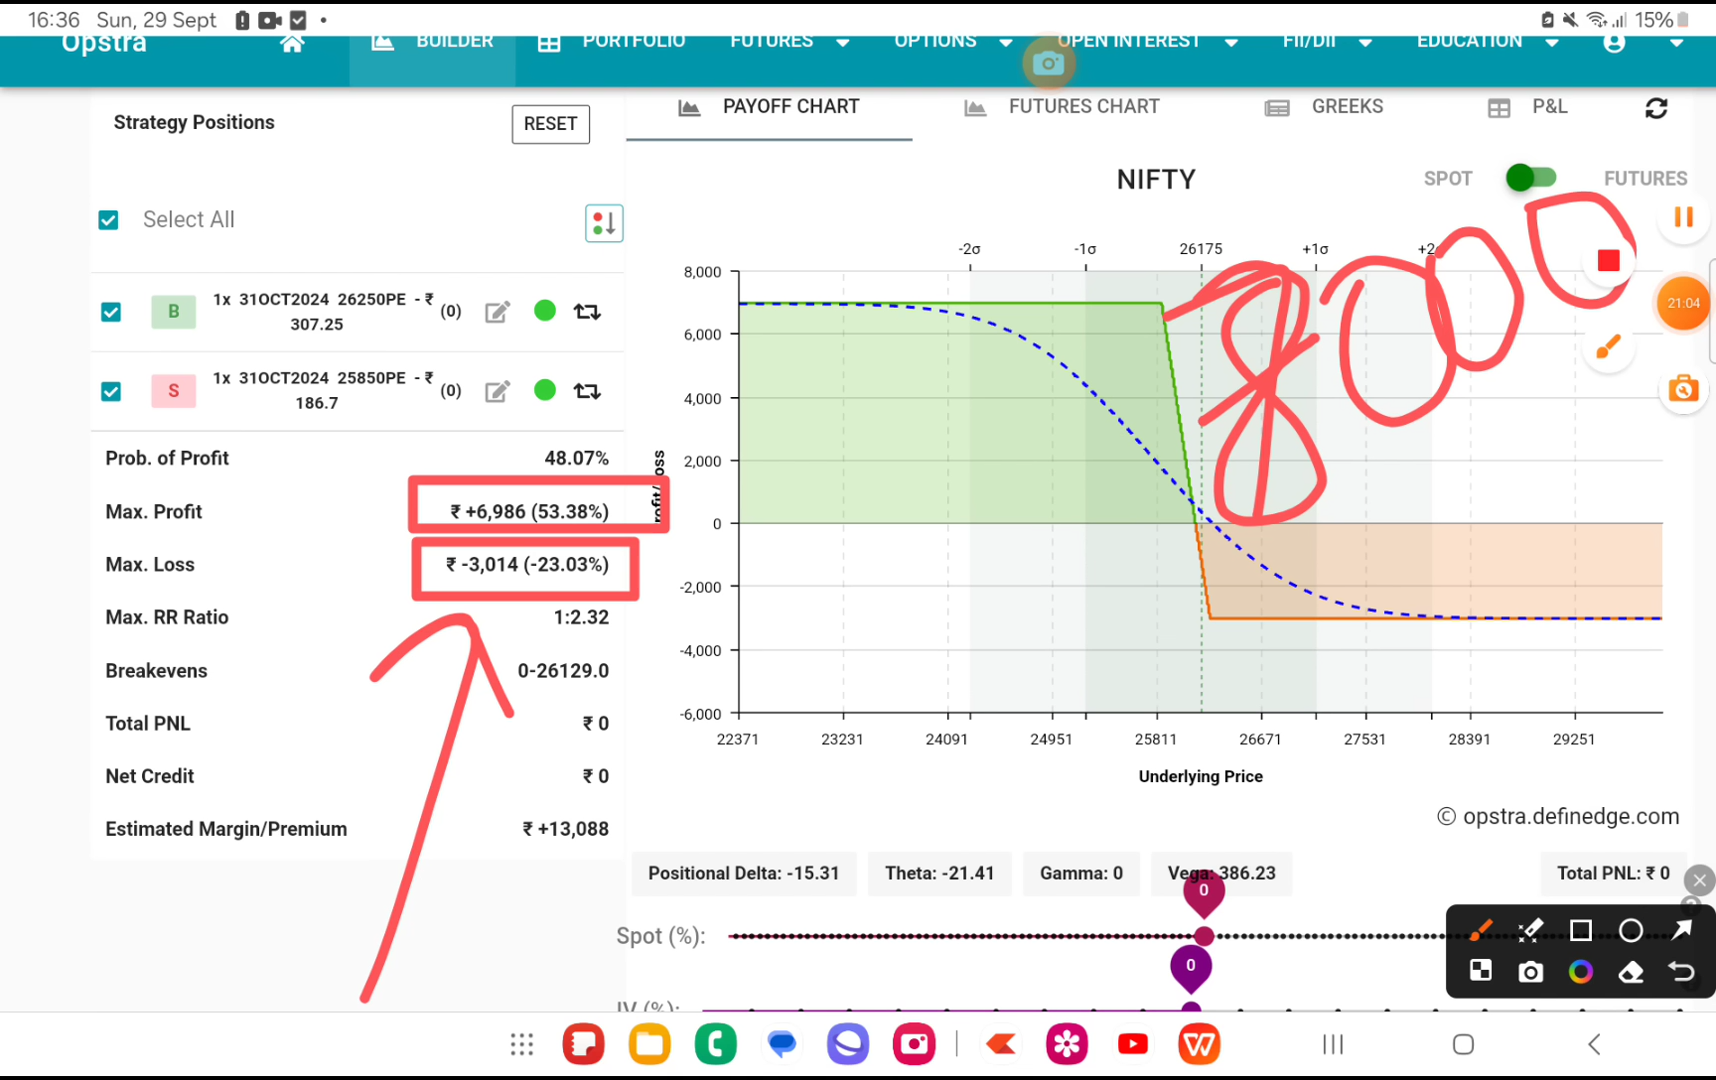 16:36 Sun, 29 Sept
15%
Opstra
BUILDER
PORTFOLIO
FUTURES
OPTIONS
OPEN INTEREST
FII/DII
EDUCATION
Strategy Positions
RESET
PAYOFF CHART
FUTURES CHART
GREEKS
P&L
NIFTY
SPOT
FUTURES
Select All
B
1x 31OCT2024 26250PE - ₹
307.25
(0)
S
1x 31OCT2024 25850PE - ₹
186.7
(0)
Prob. of Profit 48.07%
Max. Profit ₹ +6,986 (53.38%)
Max. Loss ₹ -3,014 (-23.03%)
Max. RR Ratio 1:2.32
Breakevens 0-26129.0
Total PNL ₹ 0
Net Credit ₹ 0
Estimated Margin/Premium ₹ +13,088
-2σ -1σ 26175 +1σ
8,000
6,000
4,000
2,000
0
-2,000
-4,000
-6,000
22371 23231 24091 24951 25811 26671 27531 28391 29251
Underlying Price
8000
21:04
© opstra.definedge.com
Positional Delta: -15.31
Theta: -21.41
Gamma: 0
Vega: 386.23
Total PNL: ₹ 0
0
Spot (%):
0
IV (%):